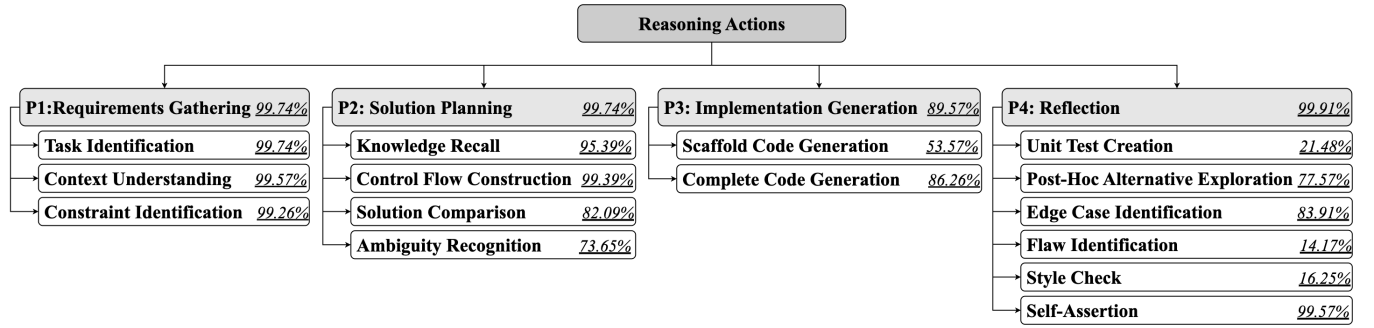 Reasoning Actions
P1:Requirements Gathering 99.74%
Task Identification 99.74%
Context Understanding 99.57%
Constraint Identification 99.26%
P2: Solution Planning 99.74%
Knowledge Recall 95.39%
Control Flow Construction 99.39%
Solution Comparison 82.09%
Ambiguity Recognition 73.65%
P3: Implementation Generation 89.57%
Scaffold Code Generation 53.57%
Complete Code Generation 86.26%
P4: Reflection 99.91%
Unit Test Creation 21.48%
Post-Hoc Alternative Exploration 77.57%
Edge Case Identification 83.91%
Flaw Identification 14.17%
Style Check 16.25%
Self-Assertion 99.57%